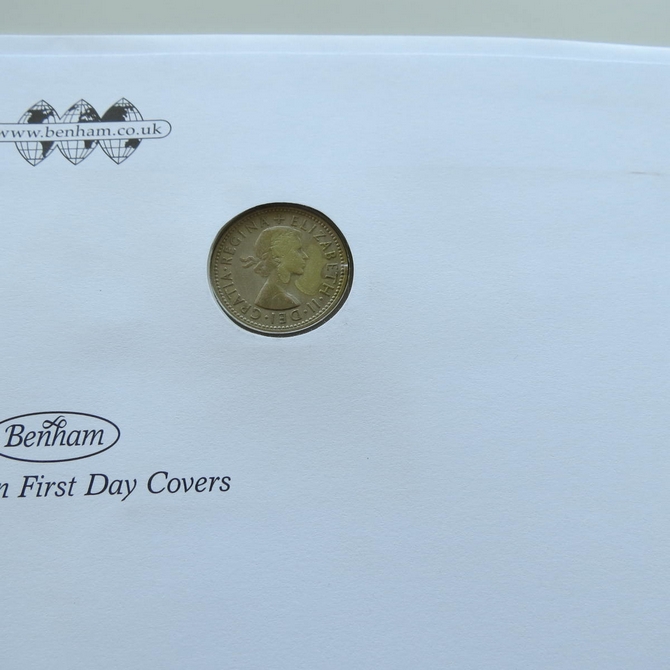 www.benham.co.uk
ELIZABETH·II·DEI·GRATIA·REGINA
Benham
n First Day Covers